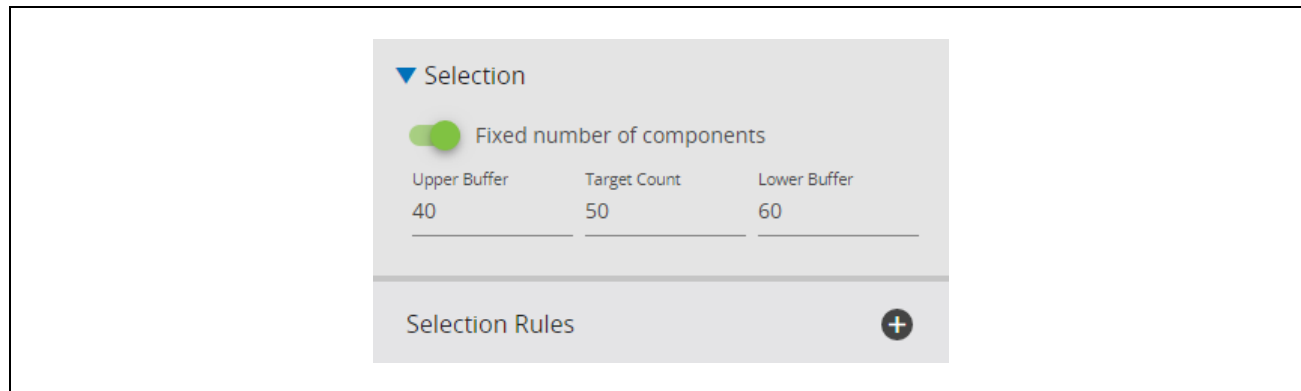 Selection
Fixed number of components
Upper Buffer Target Count Lower Buffer
40 50 60
Selection Rules